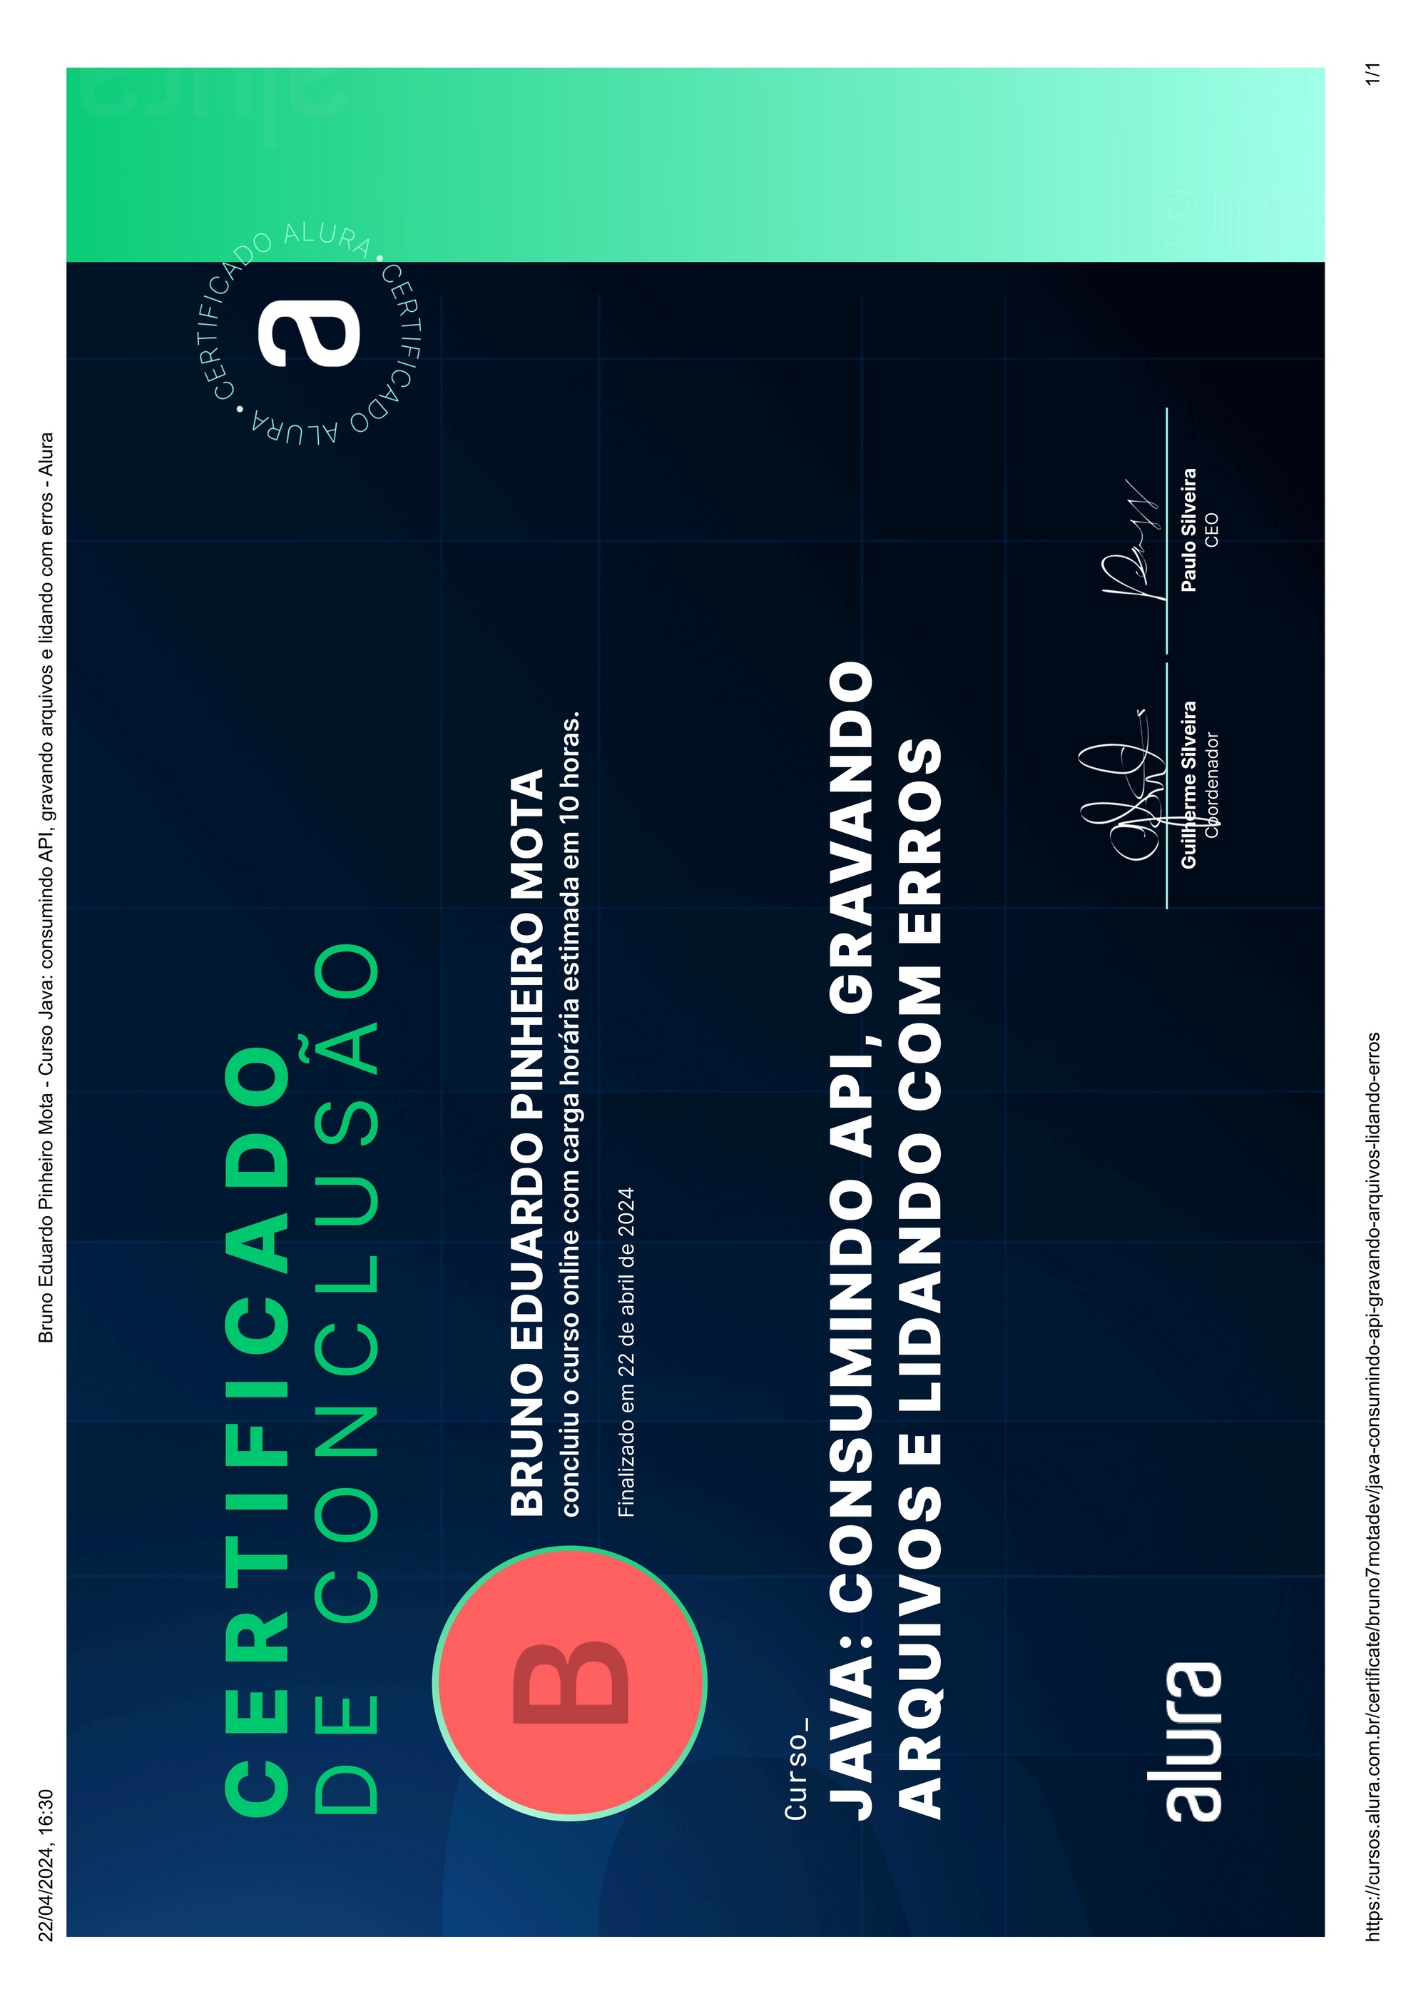 22/04/2024, 16:30
Bruno Eduardo Pinheiro Mota - Curso Java: consumindo API, gravando arquivos e lidando com erros - Alura
CERTIFICADO
DE CONCLUSÃO
CERTIFICADO ALURA • CERTIFICADO ALURA •
a
alura
B
BRUNO EDUARDO PINHEIRO MOTA
concluiu o curso online com carga horária estimada em 10 horas.
Finalizado em 22 de abril de 2024
Curso_
JAVA: CONSUMINDO API, GRAVANDO
ARQUIVOS E LIDANDO COM ERROS
alura
Guilherme Silveira
Coordenador
Paulo Silveira
CEO
alura
https://cursos.alura.com.br/certificate/bruno7motadev/java-consumindo-api-gravando-arquivos-lidando-erros
1/1